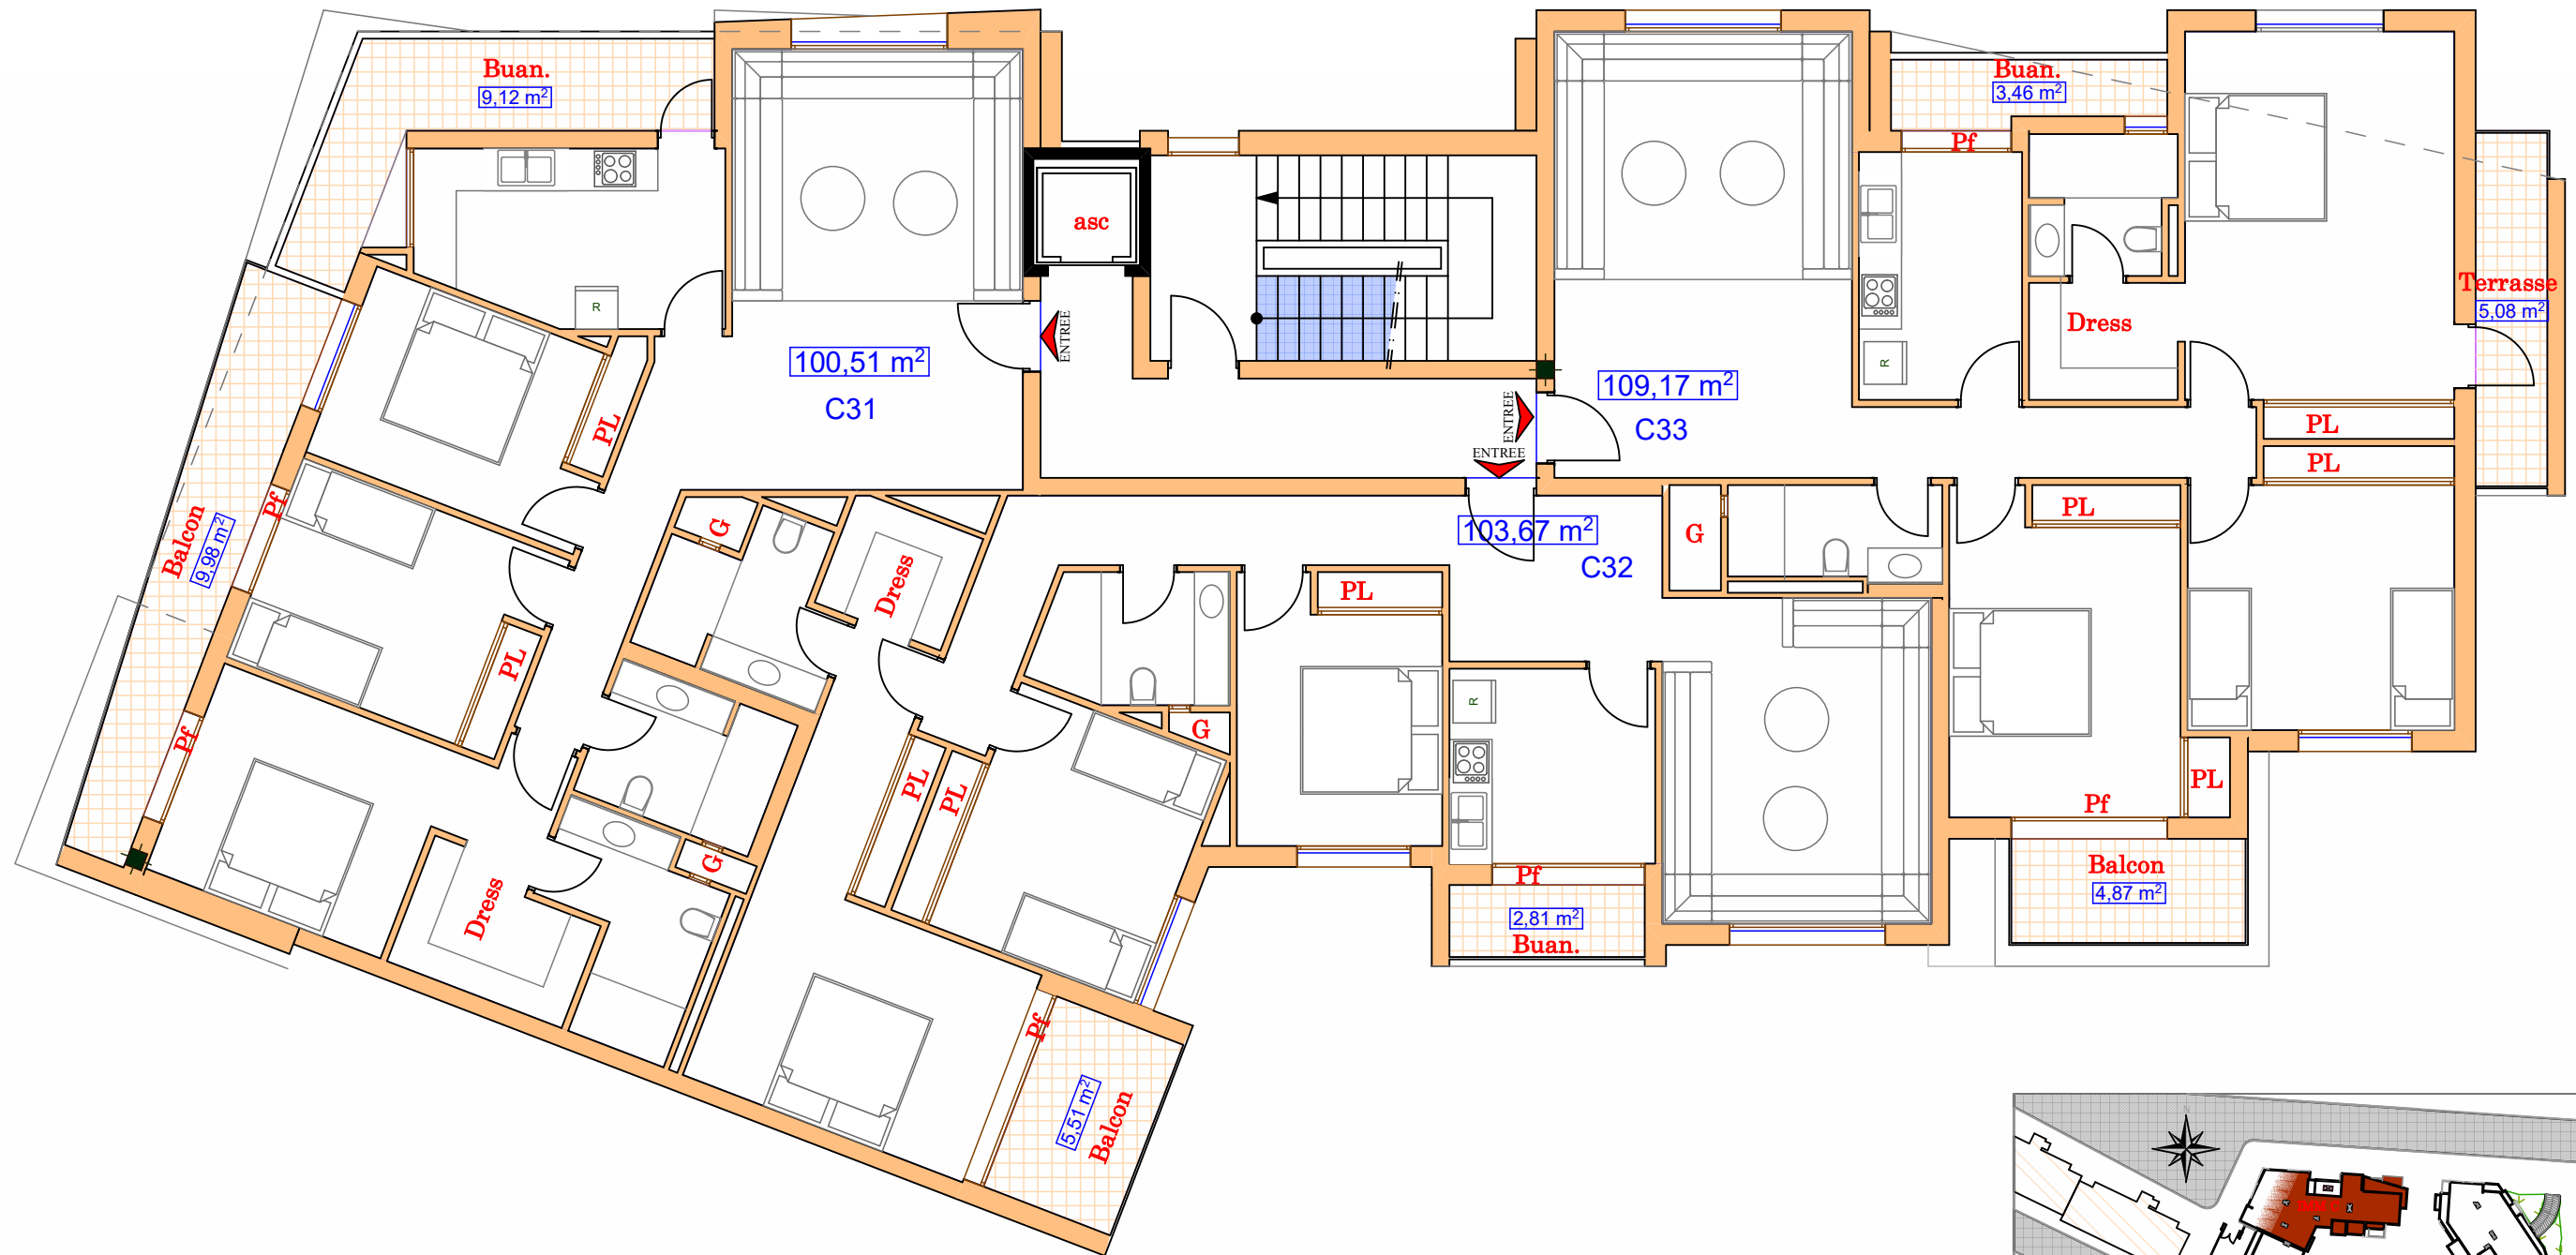 Buan.
9,12 m²
Buan.
3,46 m²
Pf
asc
Terrasse
5,08 m²
R
ENTREE
Dress
100,51 m²
C31
R
109,17 m²
C33
ENTREE
ENTREE
PL
PL
PL
Pf
Balcon
9,98 m²
G
103,67 m²
C32
G
PL
Dress
PL
PL
R
G
Pf
PL
PL
PL
Pf
Balcon
4,87 m²
G
Dress
Pf
2,81 m²
Buan.
Pf
5,51 m²
Balcon